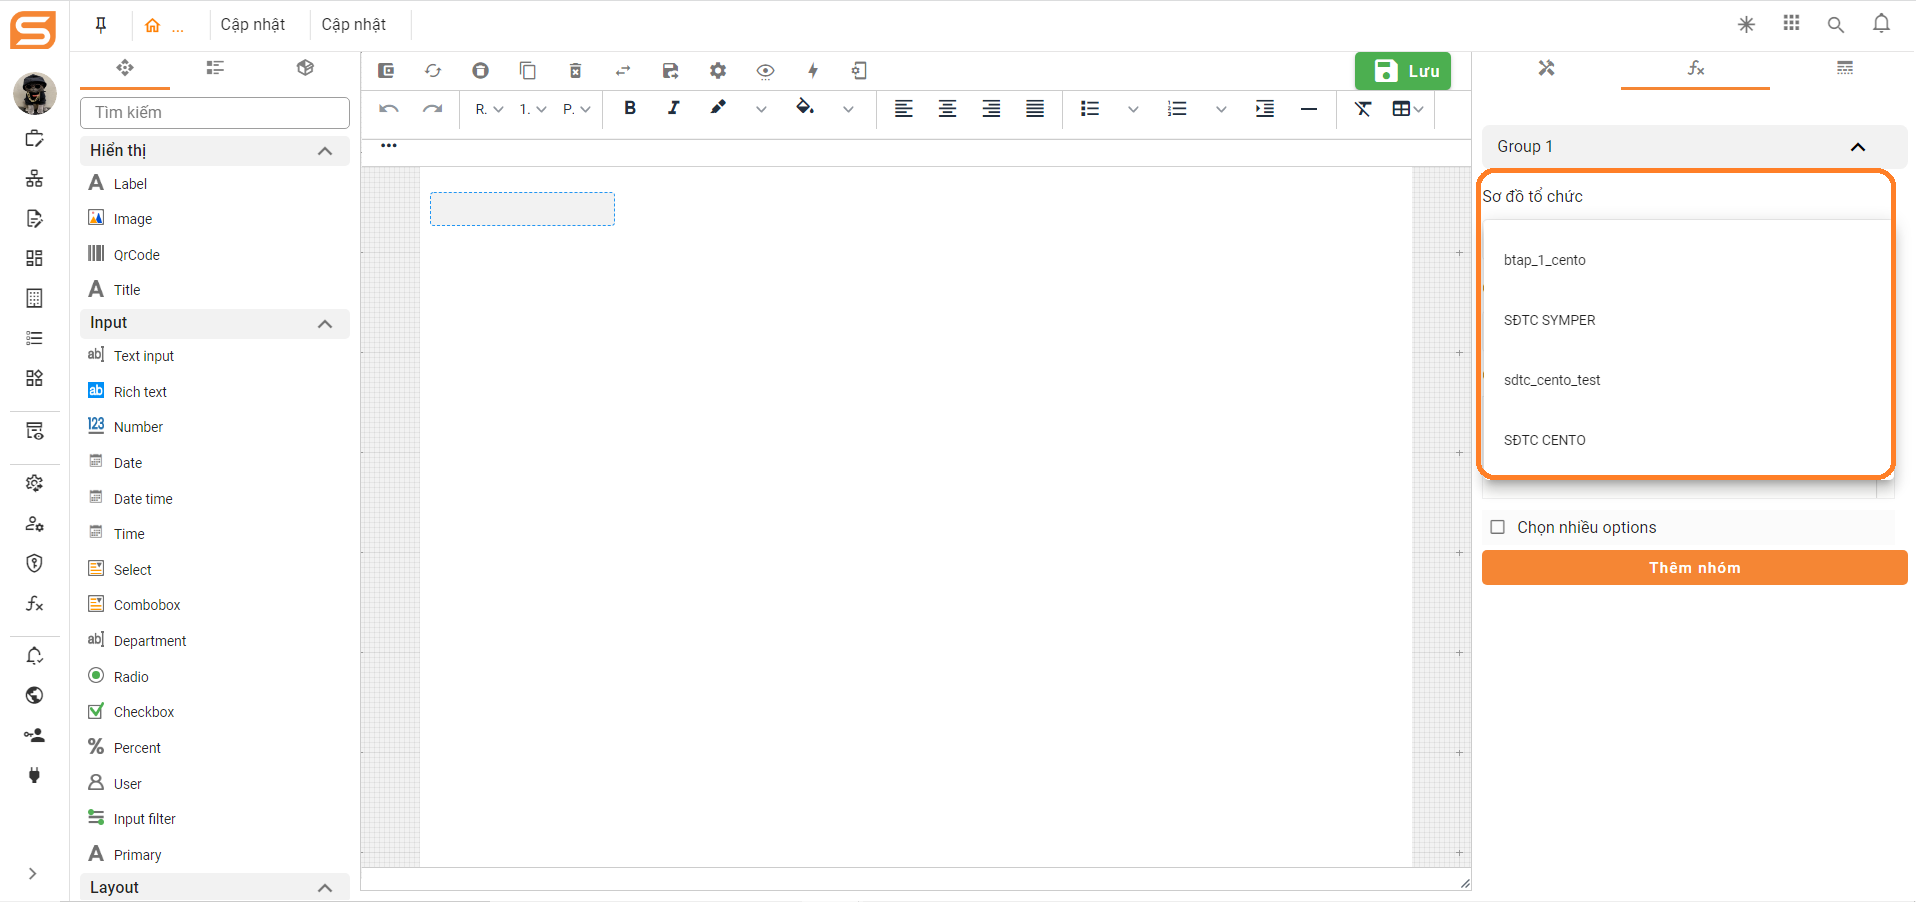 ... Cập nhật Cập nhật
Lưu
R. 1. P. B I
Tìm kiếm
Hiển thị
Label
Image
QrCode
Title
Input
Text input
Rich text
Number
Date
Date time
Time
Select
Combobox
Department
Radio
Checkbox
Percent
User
Input filter
Primary
Layout
Group 1
Sơ đồ tổ chức
btap_1_cento
SĐTC SYMPER
sdtc_cento_test
SĐTC CENTO
Chọn nhiều options
Thêm nhóm